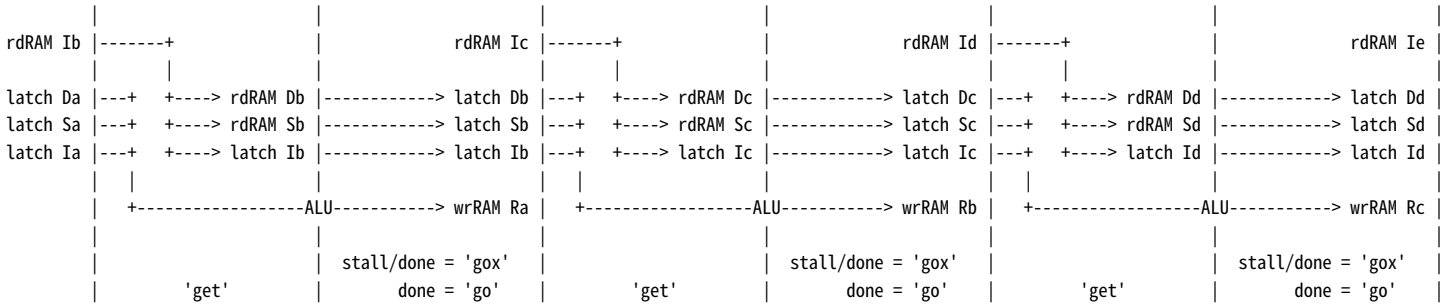 rdRAM Ib |-------+ | rdRAM Ic |-------+ | rdRAM Id |-------+ | rdRAM Ie |
latch Da |---+ +----> rdRAM Db |------------> latch Db |---+ +----> rdRAM Dc |------------> latch Dc |---+ +----> rdRAM Dd |------------> latch Dd |
latch Sa |---+ +----> rdRAM Sb |------------> latch Sb |---+ +----> rdRAM Sc |------------> latch Sc |---+ +----> rdRAM Sd |------------> latch Sd |
latch Ia |---+ +----> latch Ib |------------> latch Ib |---+ +----> latch Ic |------------> latch Ic |---+ +----> latch Id |------------> latch Id |
| +------------------ALU-----------> wrRAM Ra | +------------------ALU-----------> wrRAM Rb | +------------------ALU-----------> wrRAM Rc |
| | stall/done = 'gox' | | stall/done = 'gox' | | stall/done = 'gox' |
| 'get' | done = 'go' | 'get' | done = 'go' | 'get' | done = 'go' |